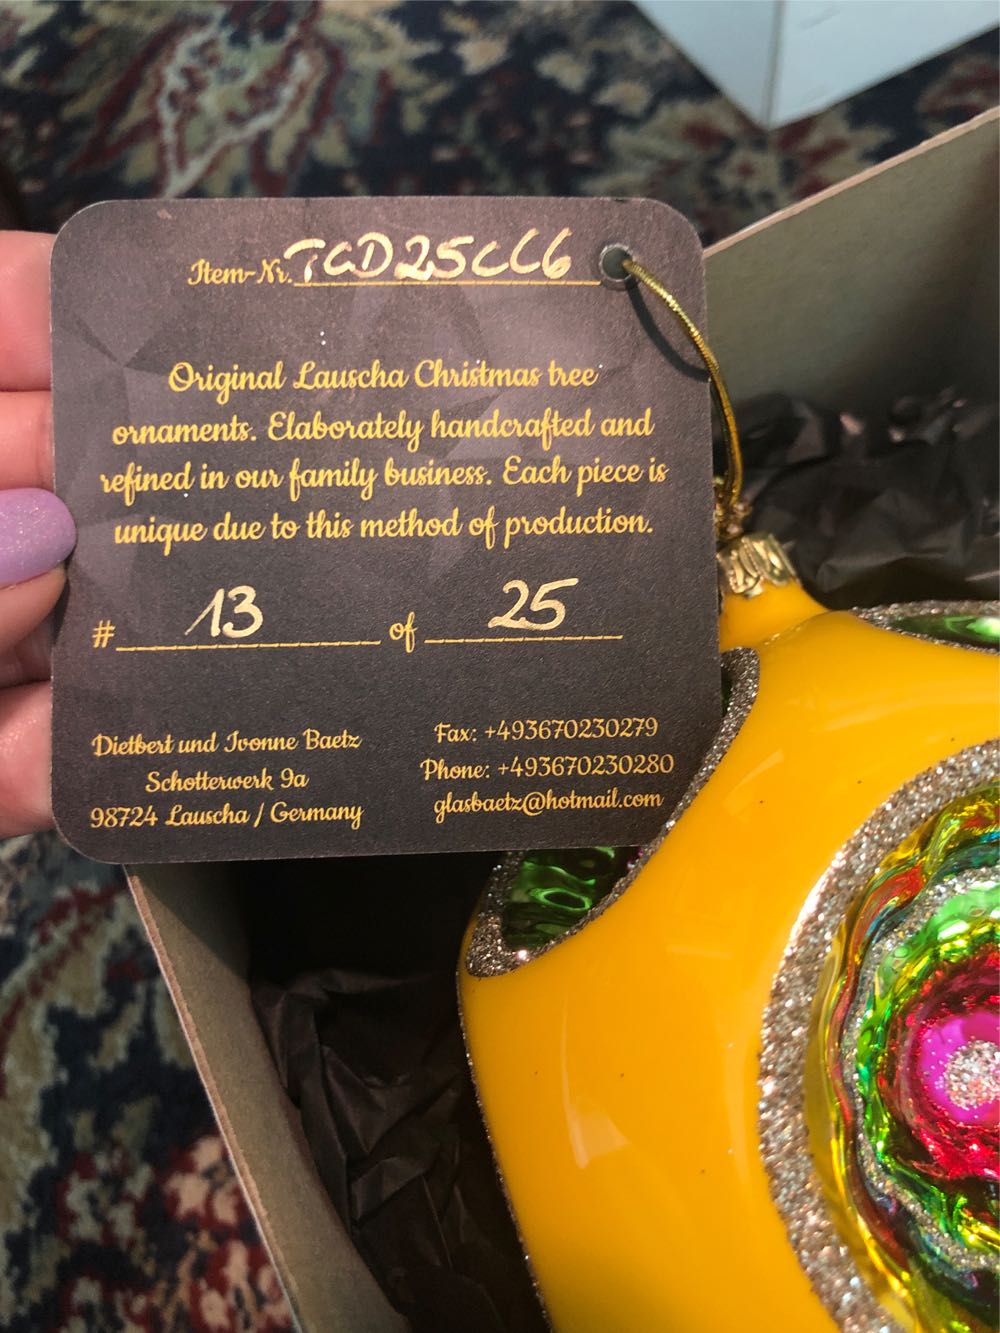 Item-Nr. TCD25CC6
Original Lauscha Christmas tree
ornaments. Elaborately handcrafted and
refined in our family business. Each piece is
unique due to this method of production.
# 13 of 25
Dietbert und Ivonne Baetz
Schotterwerk 9a
98724 Lauscha / Germany
Fax: +493670230279
Phone: +493670230280
glasbaetz@hotmail.com